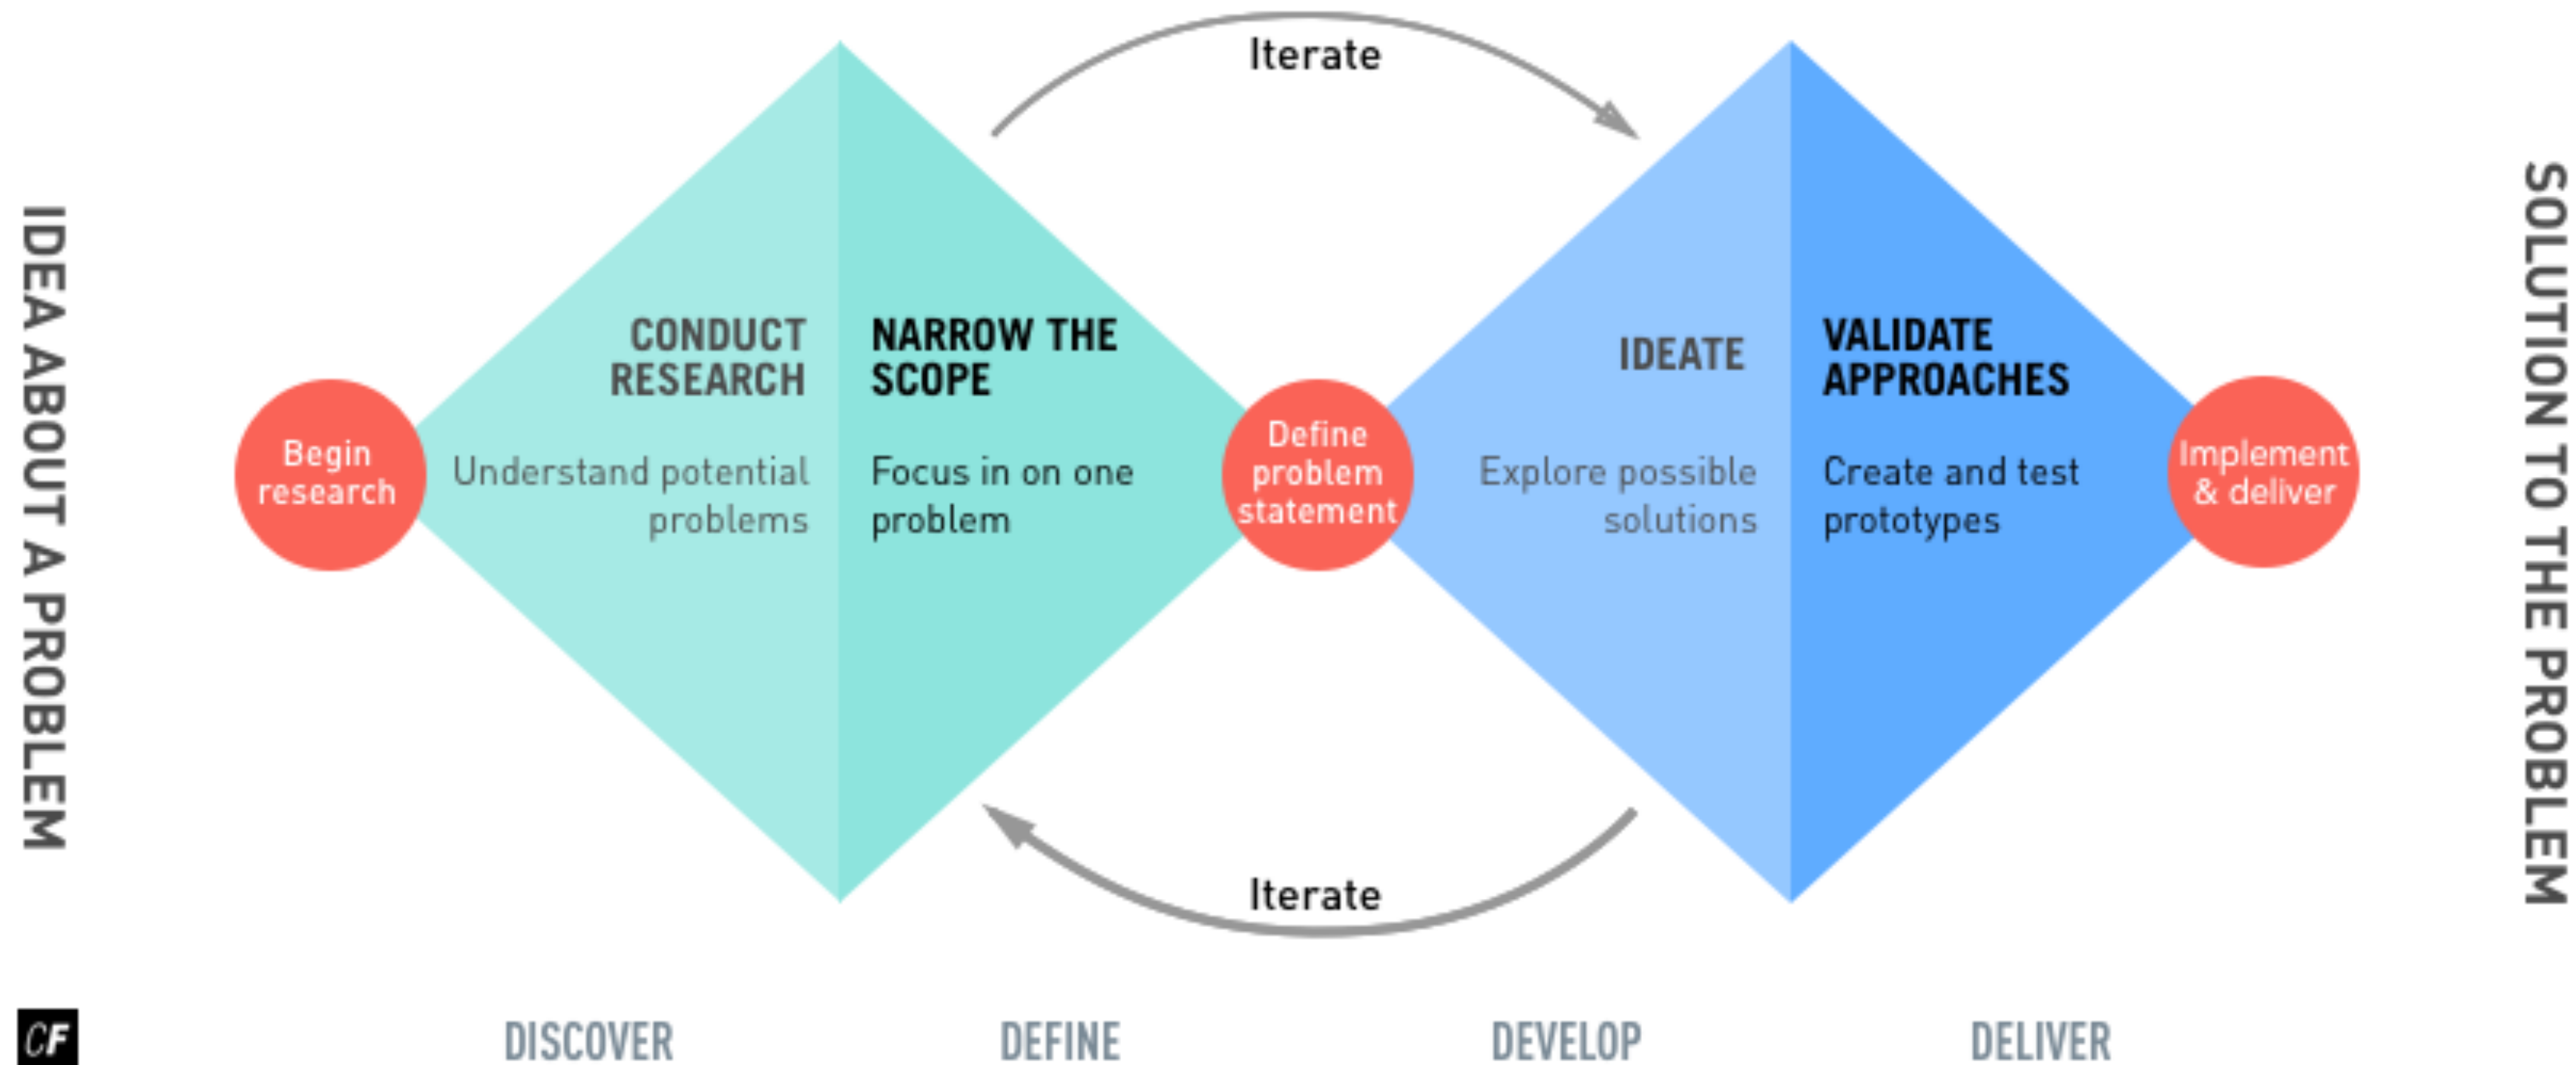 Iterate
IDEA ABOUT A PROBLEM
SOLUTION TO THE PROBLEM
CONDUCT
RESEARCH
Understand potential
problems
NARROW THE
SCOPE
Focus in on one
problem
IDEATE
Explore possible
solutions
VALIDATE
APPROACHES
Create and test
prototypes
Begin
research
Define
problem
statement
Implement
& deliver
Iterate
CF
DISCOVER
DEFINE
DEVELOP
DELIVER